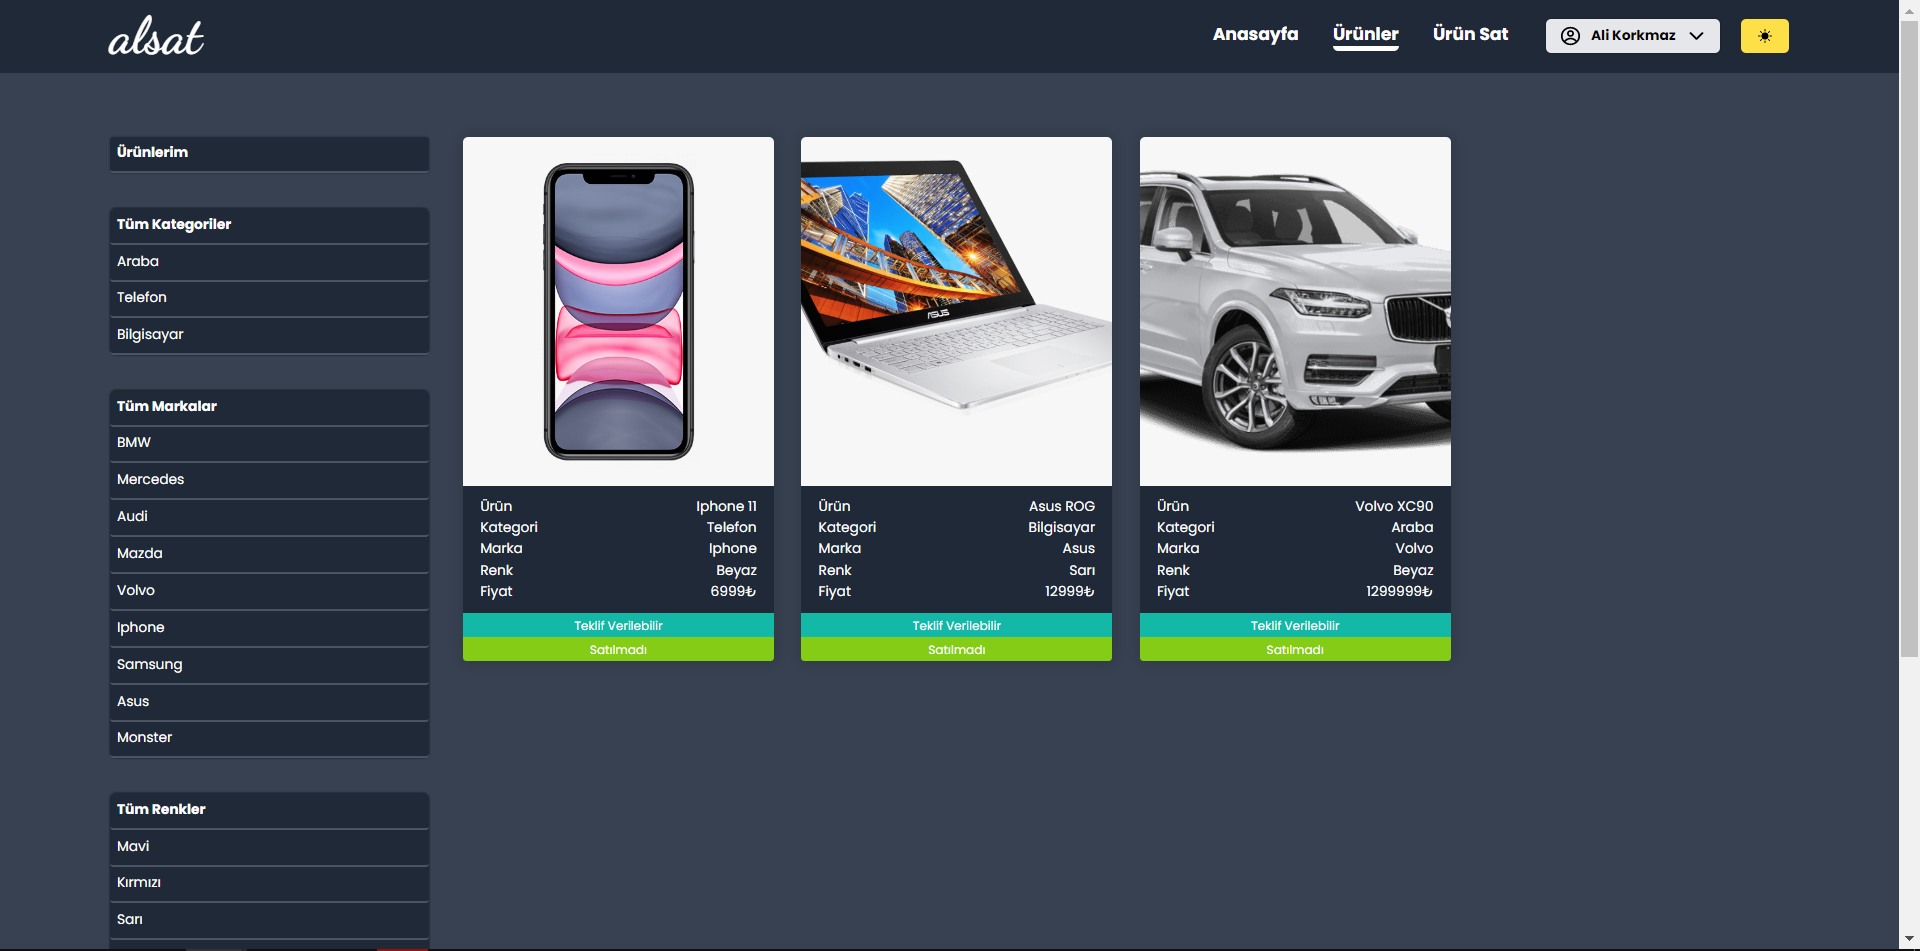 alsat
Anasayfa
Ürünler
Ürün Sat
Ali Korkmaz
Ürünlerim
Tüm Kategoriler
Araba
Telefon
Bilgisayar
Tüm Markalar
BMW
Mercedes
Audi
Mazda
Volvo
Iphone
Samsung
Asus
Monster
Tüm Renkler
Mavi
Kırmızı
Sarı
Ürün Iphone 11
Kategori Telefon
Marka Iphone
Renk Beyaz
Fiyat 6999₺
Teklif Verilebilir
Satılmadı
ASUS
Ürün Asus ROG
Kategori Bilgisayar
Marka Asus
Renk Sarı
Fiyat 12999₺
Teklif Verilebilir
Satılmadı
Ürün Volvo XC90
Kategori Araba
Marka Volvo
Renk Beyaz
Fiyat 1299999₺
Teklif Verilebilir
Satılmadı